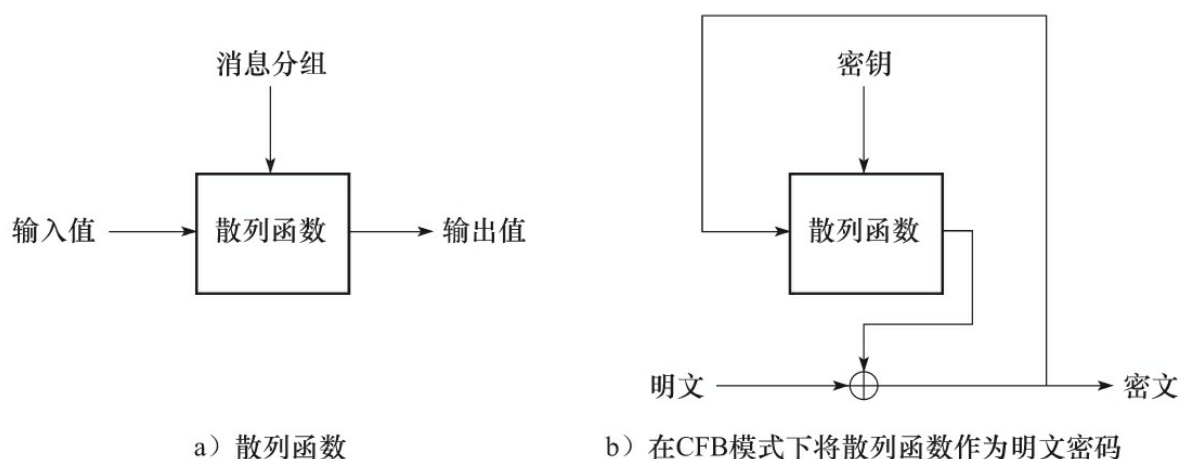 消息分组
输入值
散列函数
输出值
a）散列函数
密钥
散列函数
明文
密文
b）在CFB模式下将散列函数作为明文密码